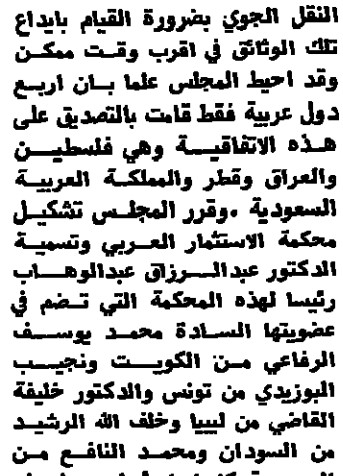 النقل الجوي بضرورة القيام بايداع
تلك الوثائق في اقرب وقت ممكن
وقد احيط المجلس علما بان اربع
دول عربية فقط قامت بالتصديق على
هذه الاتفاقية وهي فلسطين
والعراق وقطر والمملكة العربية
السعودية .وقرر المجلس تشكيل
محكمة الاستثمار العربي وتسمية
الدكتور عبدالرزاق عبدالوهاب
رئيسا لهذه المحكمة التي تضم في
عضويتها السادة محمد يوسف
الرفاعي من الكويت ونجيب
البوزيدي من تونس والدكتور خليفة
القاضي من ليبيا وخلف الله الرشيد
من السودان ومحمد النافع من